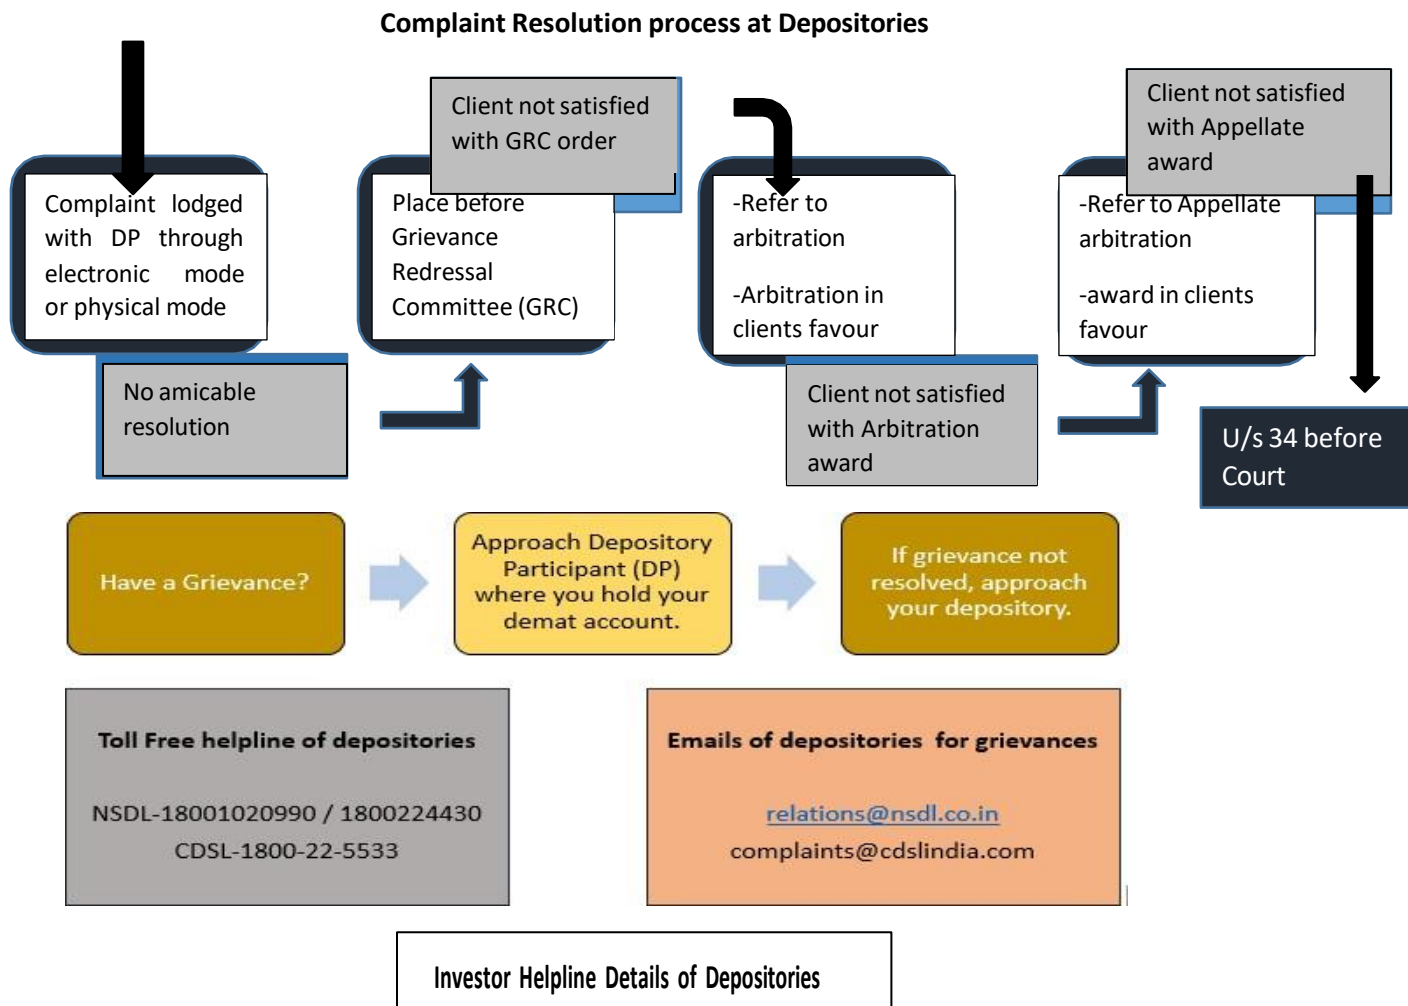 Complaint Resolution process at Depositories
Complaint lodged
with DP through
electronic mode
or physical mode
No amicable
resolution
Client not satisfied
with GRC order
Place before
Grievance
Redressal
Committee (GRC)
-Refer to
arbitration
-Arbitration in
clients favour
Client not satisfied
with Arbitration
award
Client not satisfied
with Appellate
award
-Refer to Appellate
arbitration
-award in clients
favour
U/s 34 before
Court
Have a Grievance?
Approach Depository
Participant (DP)
where you hold your
demat account.
If grievance not
resolved, approach
your depository.
Toll Free helpline of depositories
NSDL-18001020990 / 1800224430
CDSL-1800-22-5533
Emails of depositories for grievances
relations@nsdl.co.in
complaints@cdslindia.com
Investor Helpline Details of Depositories